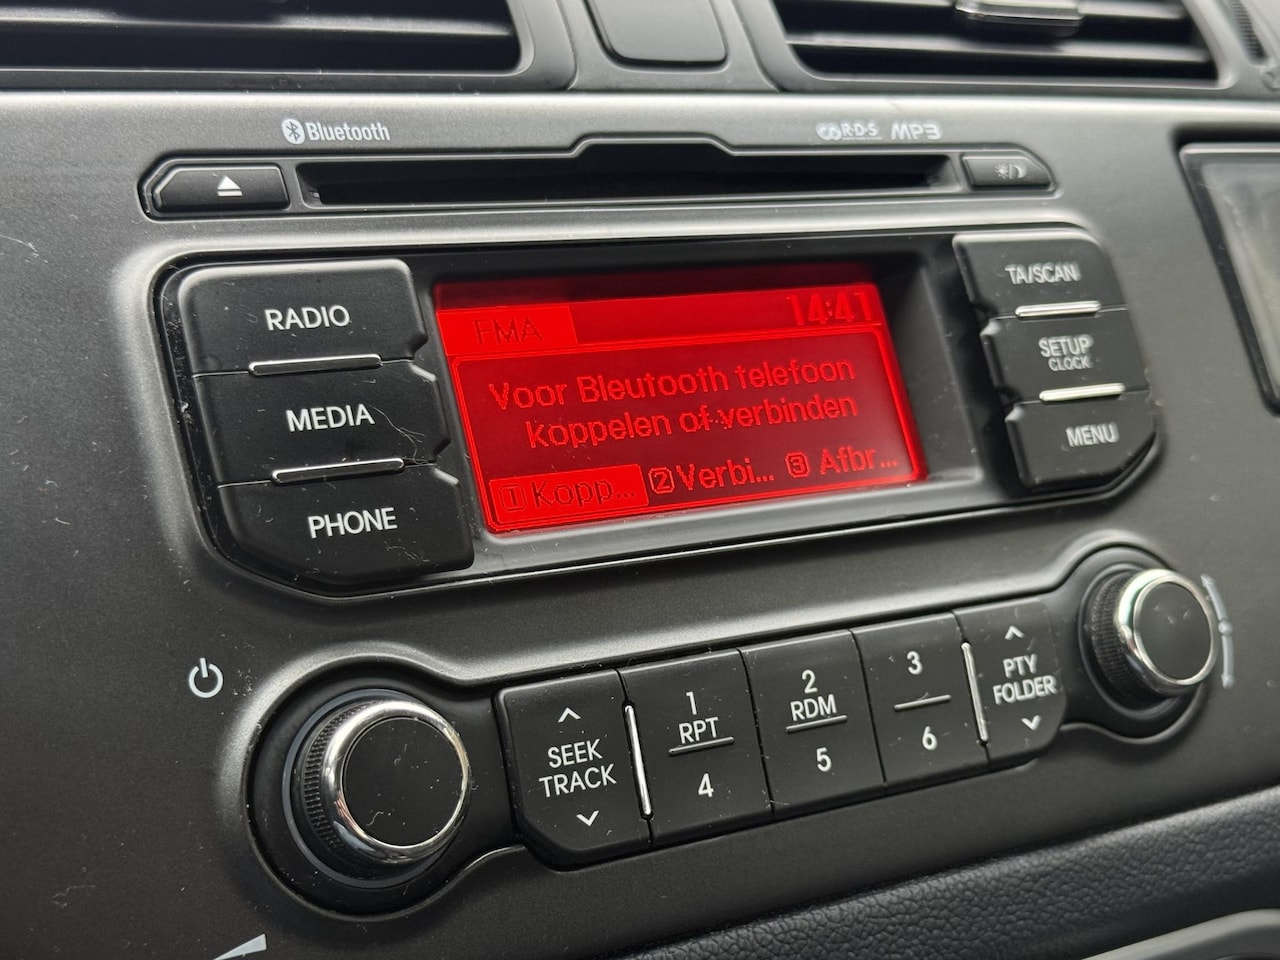 Bluetooth
RDS MP3
RADIO
MEDIA
PHONE
FMA 14:41
Voor Bleutooth telefoon
koppelen of verbinden
1 Kopp... 2 Verbi... 3 Afbr...
TA/SCAN
SETUP
CLOCK
MENU
SEEK
TRACK
1
RPT
4
2
RDM
5
3
6
PTY
FOLDER